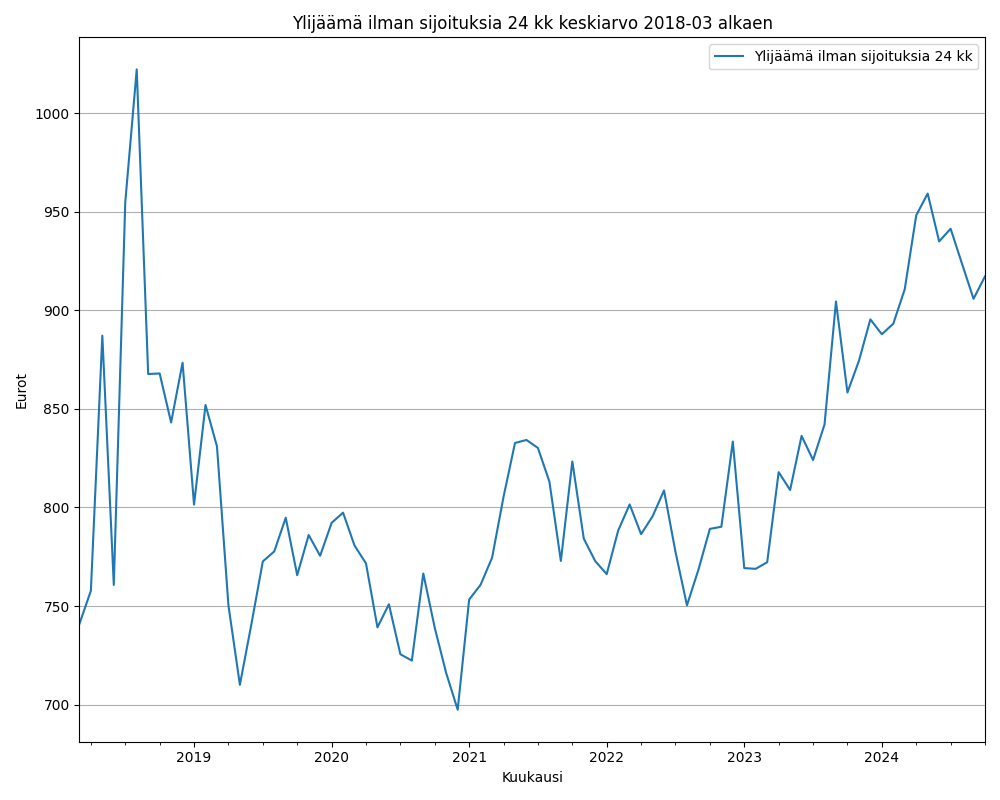 Ylijäämä ilman sijoituksia 24 kk keskiarvo 2018-03 alkaen
Ylijäämä ilman sijoituksia 24 kk
1000
950
900
850
800
750
700
Eurot
2019 2020 2021 2022 2023 2024
Kuukausi